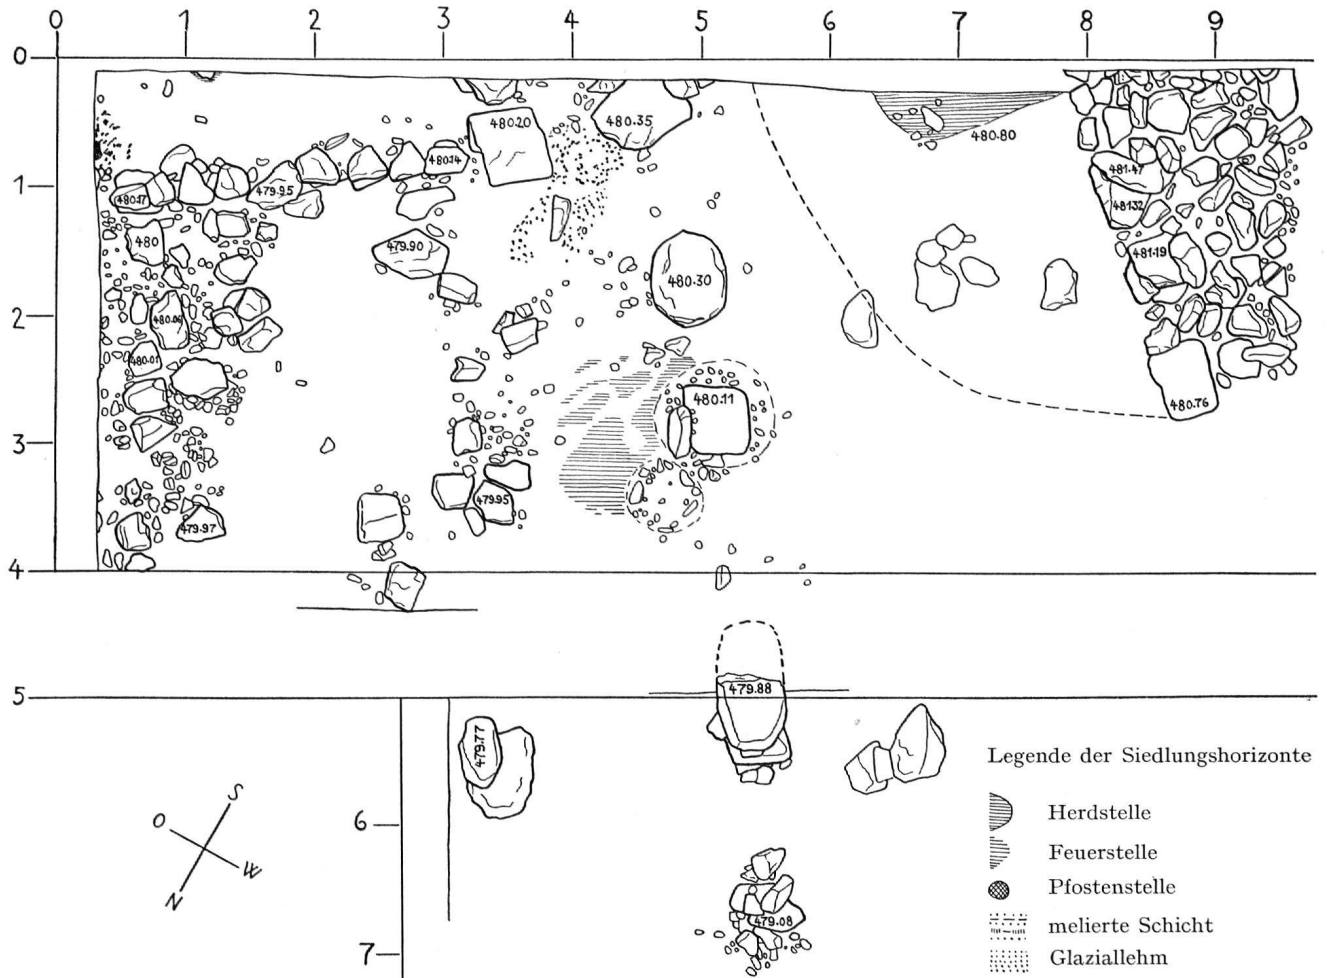 0 1 2 3 4 5 6 7 8 9
0
480.20
480.35
480.80
480.14
481.47
1
480.17
479.95
481.32
480
479.90
481.19
480.30
2
480.06
480.01
480.11
480.76
3
479.95
479.97
4
5
479.88
479.77
Legende der Siedlungshorizonte
S
O
W
N
6
Herdstelle
Feuerstelle
Pfostenstelle
479.08
melierte Schicht
7
Glaziallehm